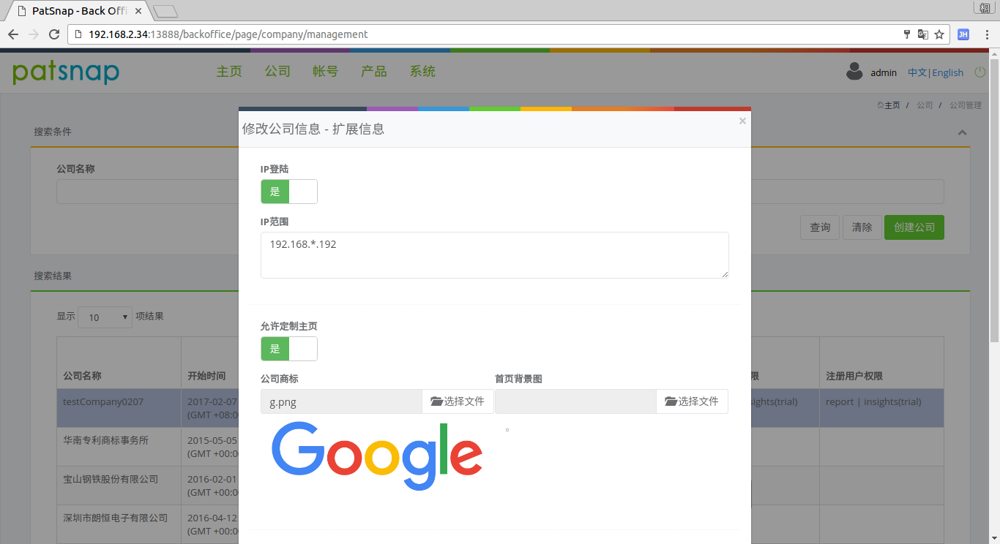 PatSnap - Back Offi
192.168.2.34:13888/backoffice/page/company/management
JH
patsnap
主页 公司 帐号 产品 系统
admin 中文|English
主页 / 公司 / 公司管理
搜索条件
公司名称
查询 清除 创建公司
搜索结果
显示 10 项结果
公司名称 开始时间 限 注册用户权限
testCompany0207 2017-02-07 sights(trial) report | insights(trial)
(GMT +08:0
华南专利商标事务所 2015-05-05
(GMT +00:0
宝山钢铁股份有限公司 2016-02-01
(GMT +00:0
深圳市朗恒电子有限公司 2016-04-12
(GMT +00:0
修改公司信息 - 扩展信息
×
IP登陆
是
IP范围
192.168.*.192
允许定制主页
是
公司商标 首页背景图
g.png 选择文件 选择文件
Google